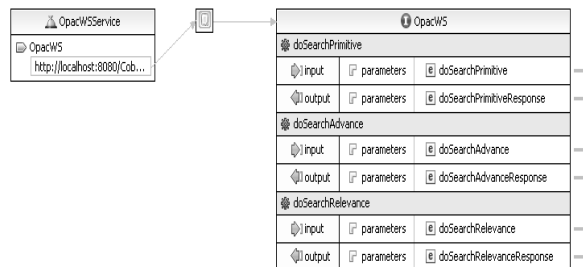 OpacWSService
OpacWS
http://localhost:8080/Cob...
OpacWS
doSearchPrimitive
input parameters doSearchPrimitive
output parameters doSearchPrimitiveResponse
doSearchAdvance
input parameters doSearchAdvance
output parameters doSearchAdvanceResponse
doSearchRelevance
input parameters doSearchRelevance
output parameters doSearchRelevanceResponse